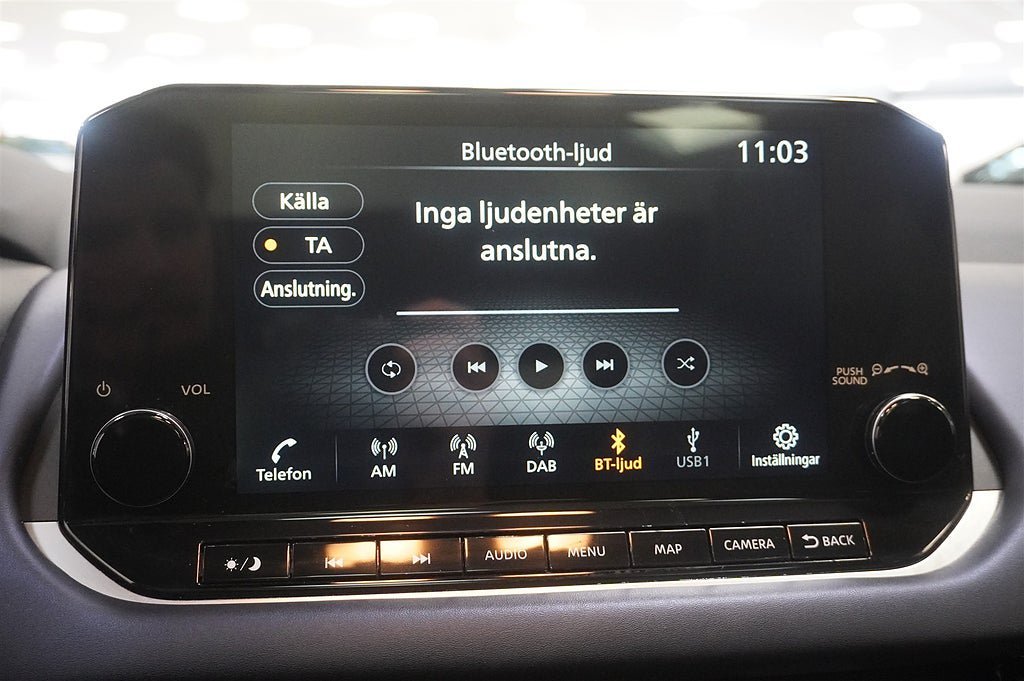 Bluetooth-ljud
11:03
Källa
TA
Anslutning.
Inga ljudenheter är
anslutna.
VOL
PUSH
SOUND
Telefon
AM
FM
DAB
BT-ljud
USB1
Inställningar
AUDIO
MENU
MAP
CAMERA
BACK